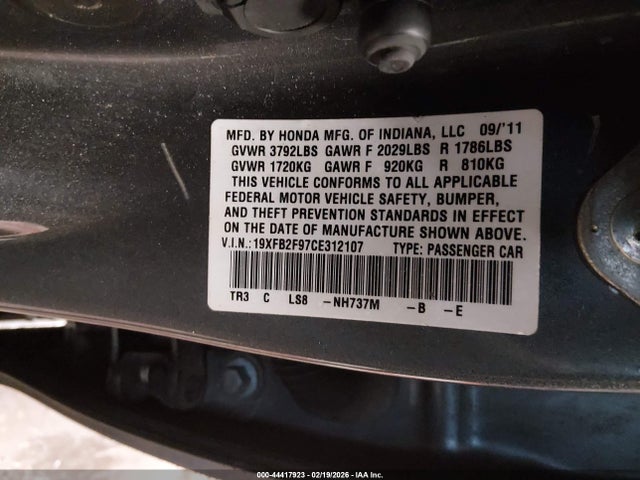 MFD. BY HONDA MFG. OF INDIANA, LLC 09/'11
GVWR 3792LBS GAWR F 2029LBS R 1786LBS
GVWR 1720KG GAWR F 920KG R 810KG
THIS VEHICLE CONFORMS TO ALL APPLICABLE
FEDERAL MOTOR VEHICLE SAFETY, BUMPER,
AND THEFT PREVENTION STANDARDS IN EFFECT
ON THE DATE OF MANUFACTURE SHOWN ABOVE.
V.I.N.: 19XFB2F97CE312107 TYPE: PASSENGER CAR
TR3 C LS8 -NH737M -B -E
000-44417923 - 02/19/2026 - IAA Inc.